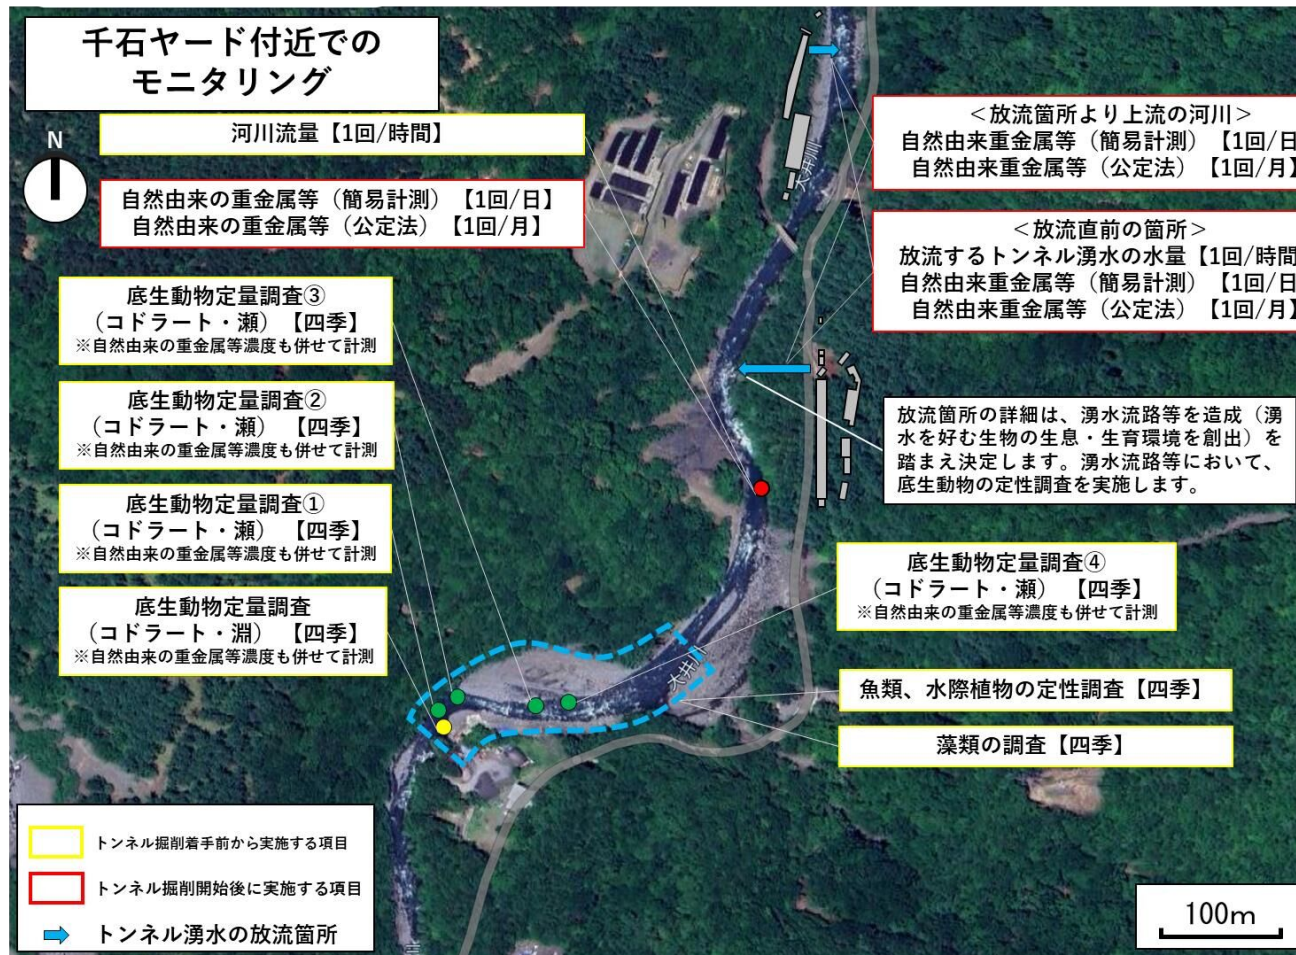 千石ヤード付近での
モニタリング
N
河川流量【1回/時間】
自然由来の重金属等（簡易計測）【1回/日】
自然由来の重金属等（公定法）【1回/月】
＜放流箇所より上流の河川＞
自然由来重金属等（簡易計測）【1回/日
自然由来重金属等（公定法）【1回/月】
＜放流直前の箇所＞
放流するトンネル湧水の水量【1回/時間
自然由来重金属等（簡易計測）【1回/日
自然由来重金属等（公定法）【1回/月】
大井川
底生動物定量調査③
（コドラート・瀬）【四季】
※自然由来の重金属等濃度も併せて計測
底生動物定量調査②
（コドラート・瀬）【四季】
※自然由来の重金属等濃度も併せて計測
底生動物定量調査①
（コドラート・瀬）【四季】
※自然由来の重金属等濃度も併せて計測
底生動物定量調査
（コドラート・淵）【四季】
※自然由来の重金属等濃度も併せて計測
放流箇所の詳細は、湧水流路等を造成（湧
水を好む生物の生息・生育環境を創出）を
踏まえ決定します。湧水流路等において、
底生動物の定性調査を実施します。
底生動物定量調査④
（コドラート・瀬）【四季】
※自然由来の重金属等濃度も併せて計測
大井川
魚類、水際植物の定性調査【四季】
藻類の調査【四季】
トンネル掘削着手前から実施する項目
トンネル掘削開始後に実施する項目
トンネル湧水の放流箇所
川
100m